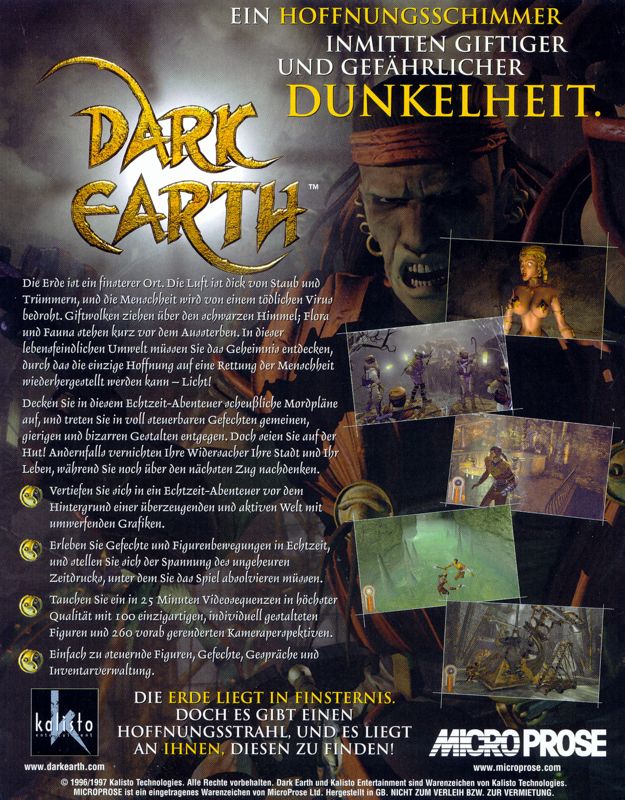 EIN HOFFNUNGSSCHIMMER
INMITTEN GIFTIGER
UND GEFÄHRLICHER
DUNKELHEIT.
DARK
EARTH™
Die Erde ist ein finsterer Ort. Die Luft ist dick von Staub und
Trümmern, und die Menschheit wird von einem tödlichen Virus
bedroht. Giftwolken ziehen über den schwarzen Himmel; Flora
und Fauna stehen kurz vor dem Aussterben. In dieser
lebensfeindlichen Umwelt müssen Sie das Geheimnis entdecken,
durch das die einzige Hoffnung auf eine Rettung der Menschheit
wiederhergestellt werden kann – Licht!
Decken Sie in diesem Echtzeit-Abenteuer scheußliche Mordpläne
auf, und treten Sie in voll steuerbaren Gefechten gemeinen,
gierigen und bizarren Gestalten entgegen. Doch seien Sie auf der
Hut! Andernfalls vernichten Ihre Widersacher Ihre Stadt und Ihr
Leben, während Sie noch über den nächsten Zug nachdenken.
Vertiefen Sie sich in ein Echtzeit-Abenteuer vor dem
Hintergrund einer überzeugenden und aktiven Welt mit
umwerfenden Grafiken.
Erleben Sie Gefechte und Figurenbewegungen in Echtzeit,
und stellen Sie sich der Spannung des ungeheuren
Zeitdrucks, unter dem Sie das Spiel absolvieren müssen.
Tauchen Sie ein in 25 Minuten Videosequenzen in höchster
Qualität mit 100 einzigartigen, individuell gestalteten
Figuren und 260 vorab gerenderten Kameraperspektiven.
Einfach zu steuernde Figuren, Gefechte, Gespräche und
Inventarverwaltung.
DIE ERDE LIEGT IN FINSTERNIS.
DOCH ES GIBT EINEN
HOFFNUNGSSTRAHL, UND ES LIEGT
AN IHNEN, DIESEN ZU FINDEN!
k
kalisto
entertainment
www.darkearth.com
MICROPROSE
www.microprose.com
© 1996/1997 Kalisto Technologies. Alle Rechte vorbehalten. Dark Earth und Kalisto Entertainment sind Warenzeichen von Kalisto Technologies.
MICROPROSE ist ein eingetragenes Warenzeichen von MicroProse Ltd. Hergestellt in GB. NICHT ZUM VERLEIH BZW. ZUR VERMIETUNG.